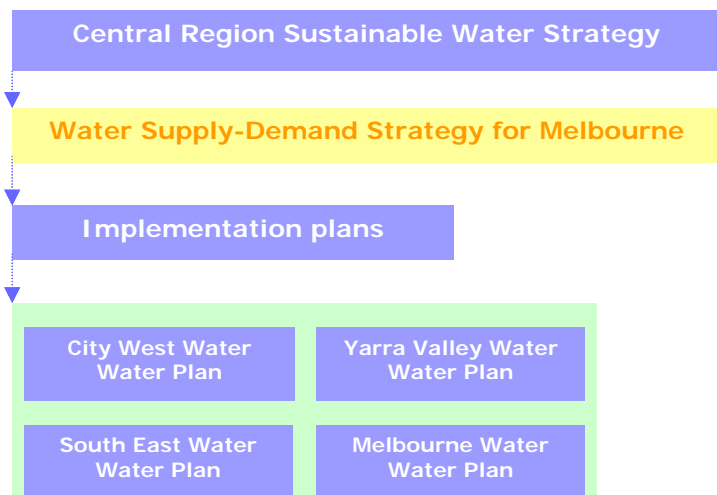 Central Region Sustainable Water Strategy
Water Supply-Demand Strategy for Melbourne
Implementation plans
City West Water
Water Plan
Yarra Valley Water
Water Plan
South East Water
Water Plan
Melbourne Water
Water Plan